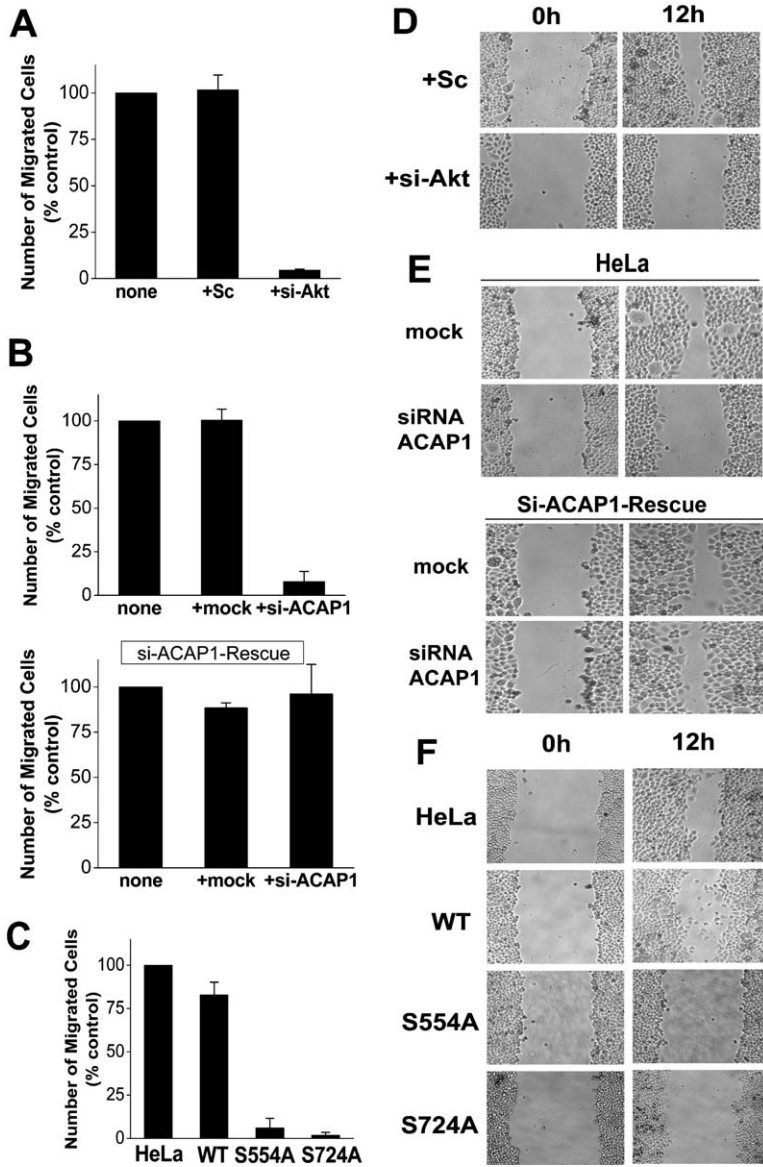 A
Number of Migrated Cells
(% control)
100
75
50
25
0
none +Sc +si-Akt
B
Number of Migrated Cells
(% control)
100
75
50
25
0
none +mock +si-ACAP1
si-ACAP1-Rescue
Number of Migrated Cells
(% control)
100
75
50
25
0
none +mock +si-ACAP1
C
Number of Migrated Cells
(% control)
100
75
50
25
0
HeLa WT S554A S724A
D
0h 12h
+Sc
+si-Akt
E
HeLa
mock
siRNA
ACAP1
Si-ACAP1-Rescue
mock
siRNA
ACAP1
F
0h 12h
HeLa
WT
S554A
S724A